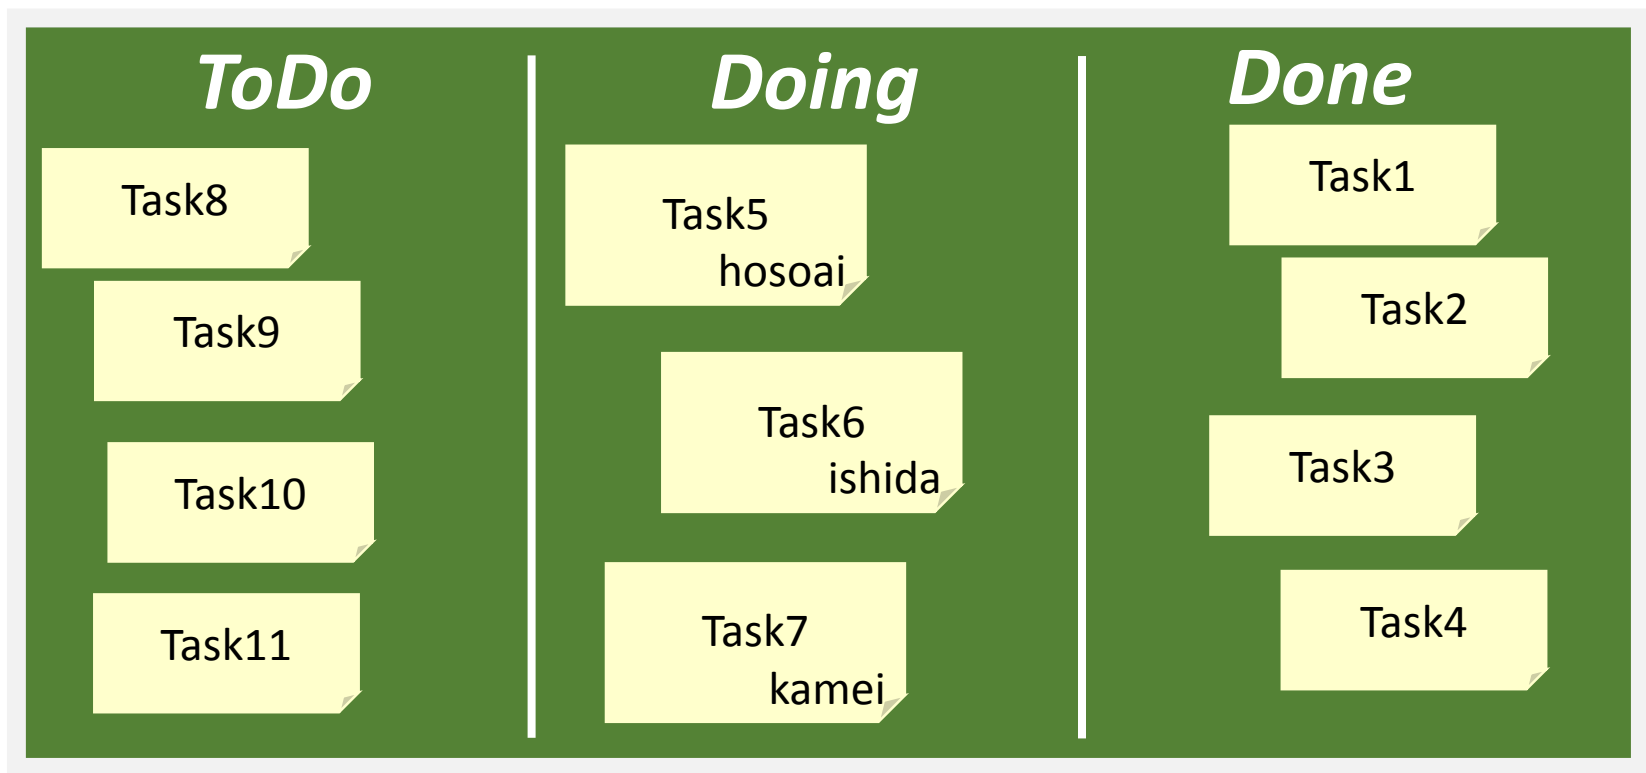 ToDo
Task8
Task9
Task10
Task11
Doing
Task5
hosoai
Task6
ishida
Task7
kamei
Done
Task1
Task2
Task3
Task4